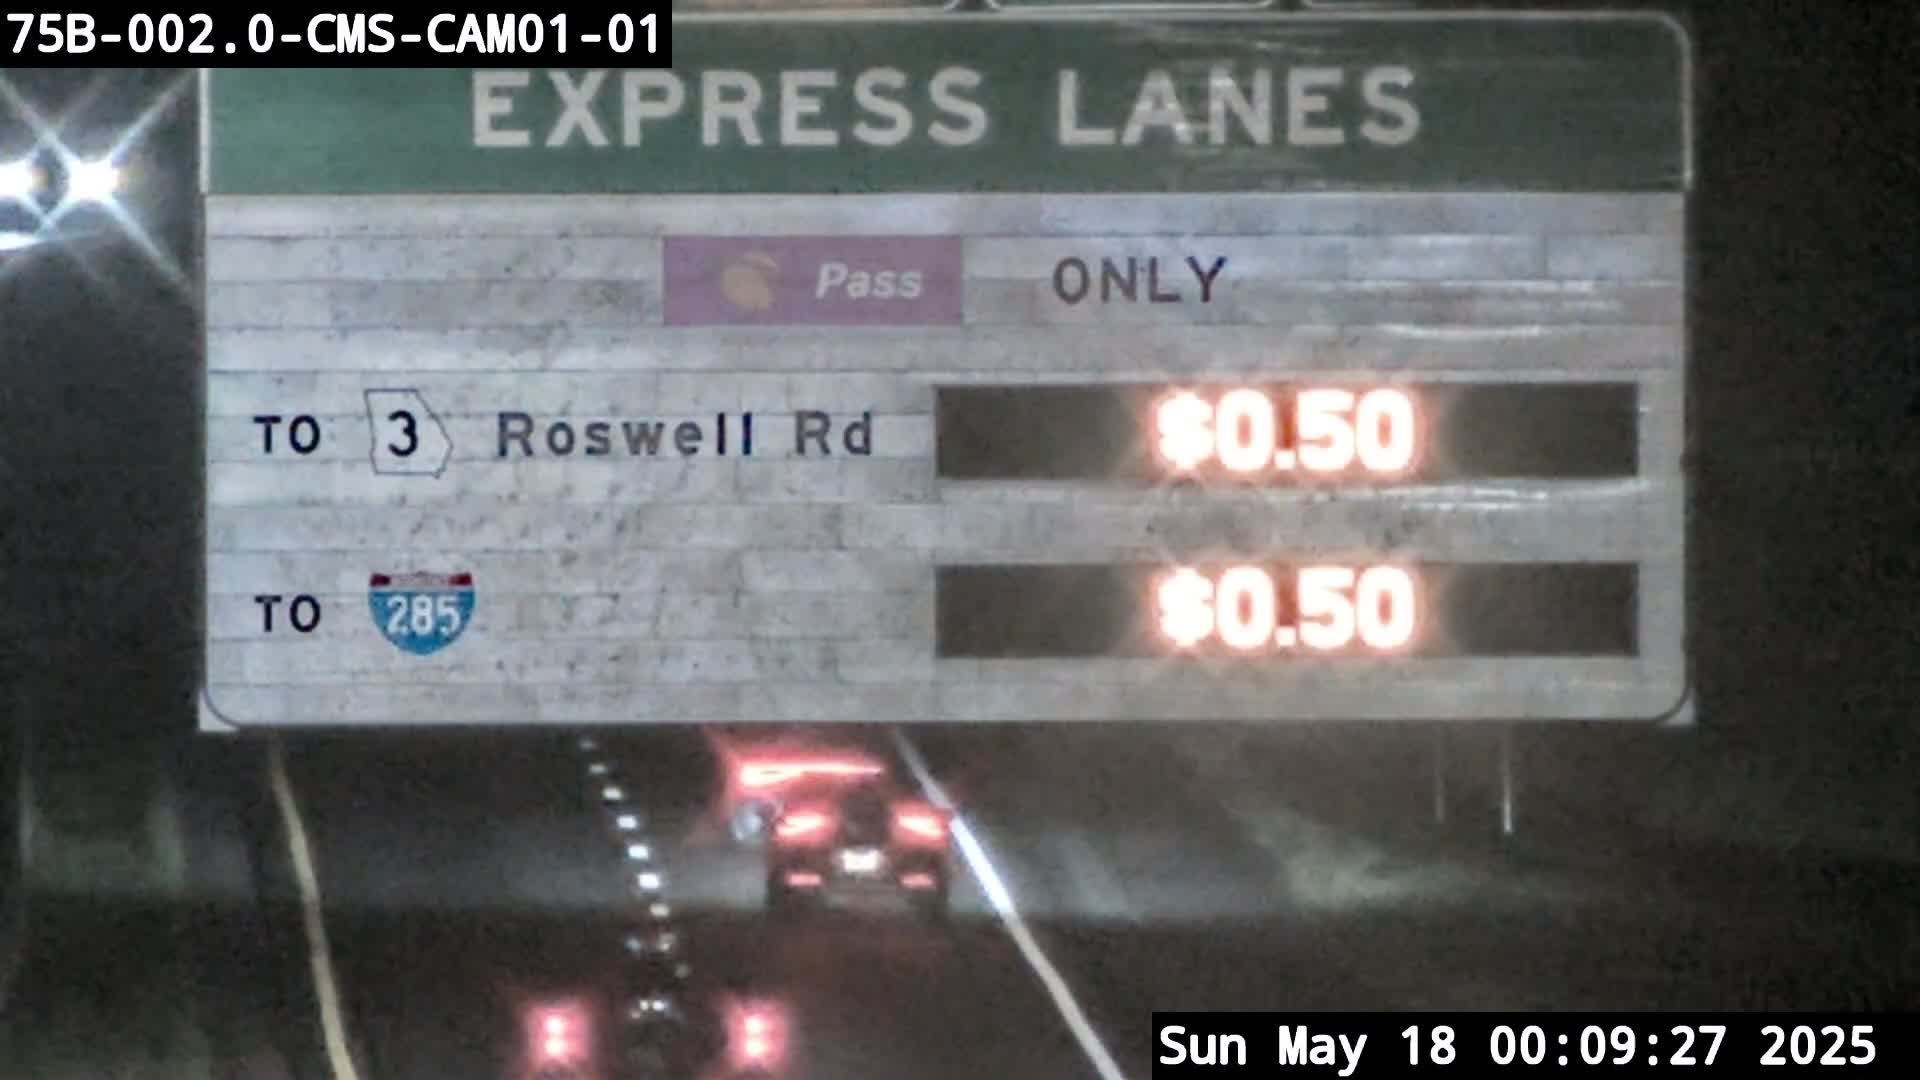 75B-002.0-CMS-CAM01-01
EXPRESS LANES
Pass ONLY
TO 3 Roswell Rd $0.50
TO 285 $0.50
Sun May 18 00:09:27 2025